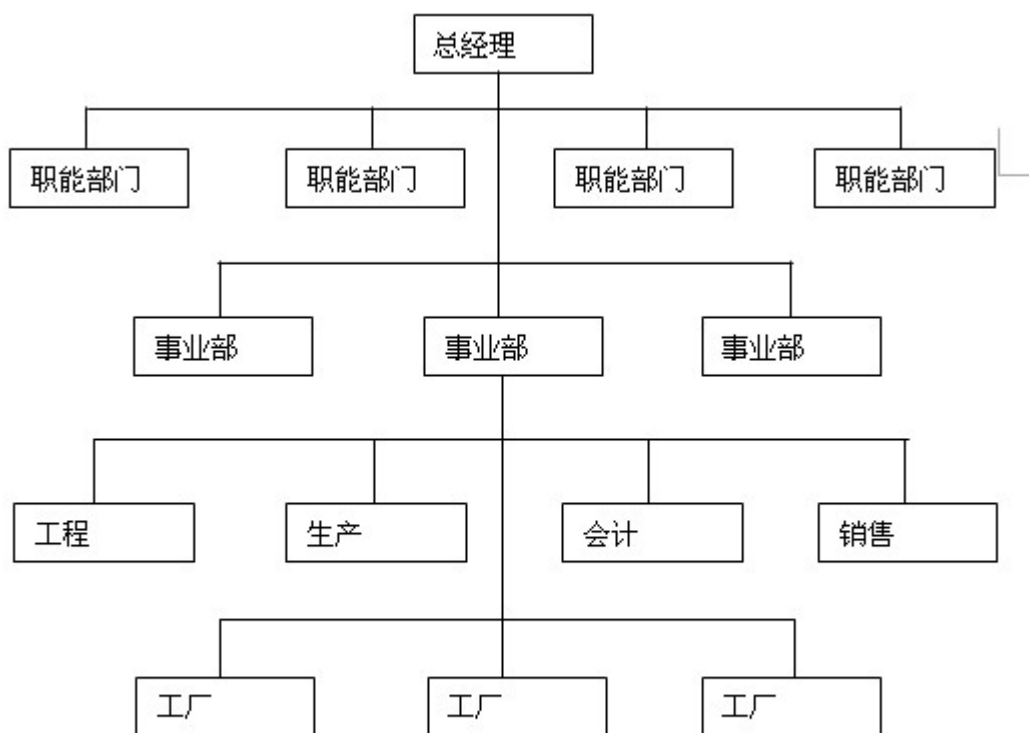 总经理
职能部门
职能部门
职能部门
职能部门
事业部
事业部
事业部
工程
生产
会计
销售
工厂
工厂
工厂